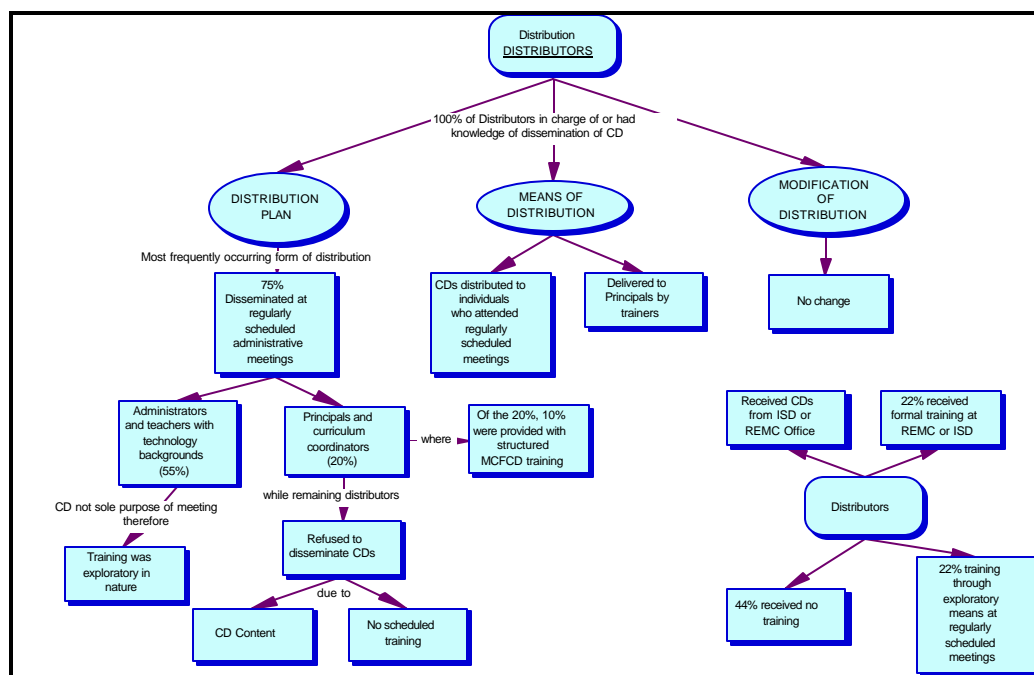 Distribution
DISTRIBUTORS
100% of Distributors in charge of or had
knowledge of dissemination of CD
DISTRIBUTION
PLAN
MEANS OF
DISTRIBUTION
MODIFICATION
OF
DISTRIBUTION
Most frequently occurring form of distribution
75%
Disseminated at
regularly
scheduled
administrative
meetings
CDs distributed to
individuals
who attended
regularly
scheduled
meetings
Delivered to
Principals by
trainers
No change
Administrators
and teachers with
technology
backgrounds
(55%)
Principals and
curriculum
coordinators
(20%)
where
Of the 20%, 10%
were provided with
structured
MCFCD training
Received CDs
from ISD or
REMC Office
22% received
formal training at
REMC or ISD
CD not sole purpose of meeting
therefore
while remaining distributors
Distributors
Training was
exploratory in
nature
Refused to
disseminate CDs
due to
CD Content
No scheduled
training
44% received no
training
22% training
through
exploratory
means at
regularly
scheduled
meetings